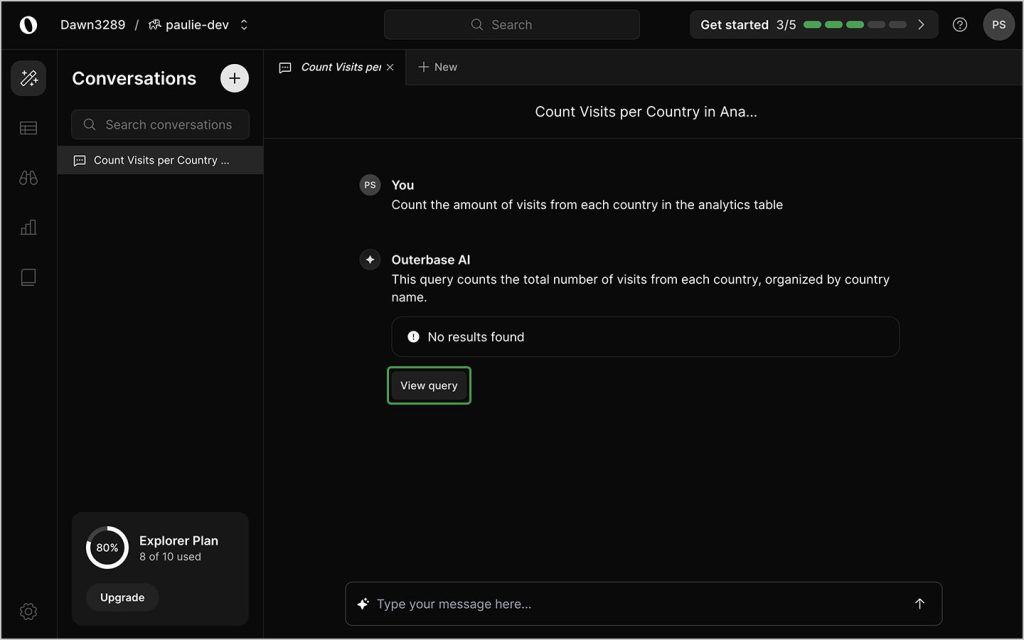 Dawn3289 / paulie-dev
Search
Get started 3/5
PS
Conversations
Search conversations
Count Visits per Country ...
Count Visits per
New
Count Visits per Country in Ana...
PS
You
Count the amount of visits from each country in the analytics table
Outerbase AI
This query counts the total number of visits from each country, organized by country
name.
No results found
View query
80%
Explorer Plan
8 of 10 used
Upgrade
Type your message here...